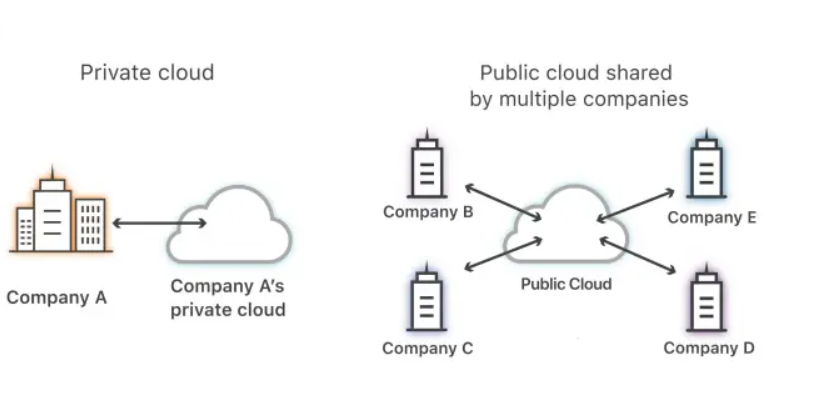 Private cloud
Company A
Company A's
private cloud
Public cloud shared
by multiple companies
Company B
Company E
Public Cloud
Company C
Company D